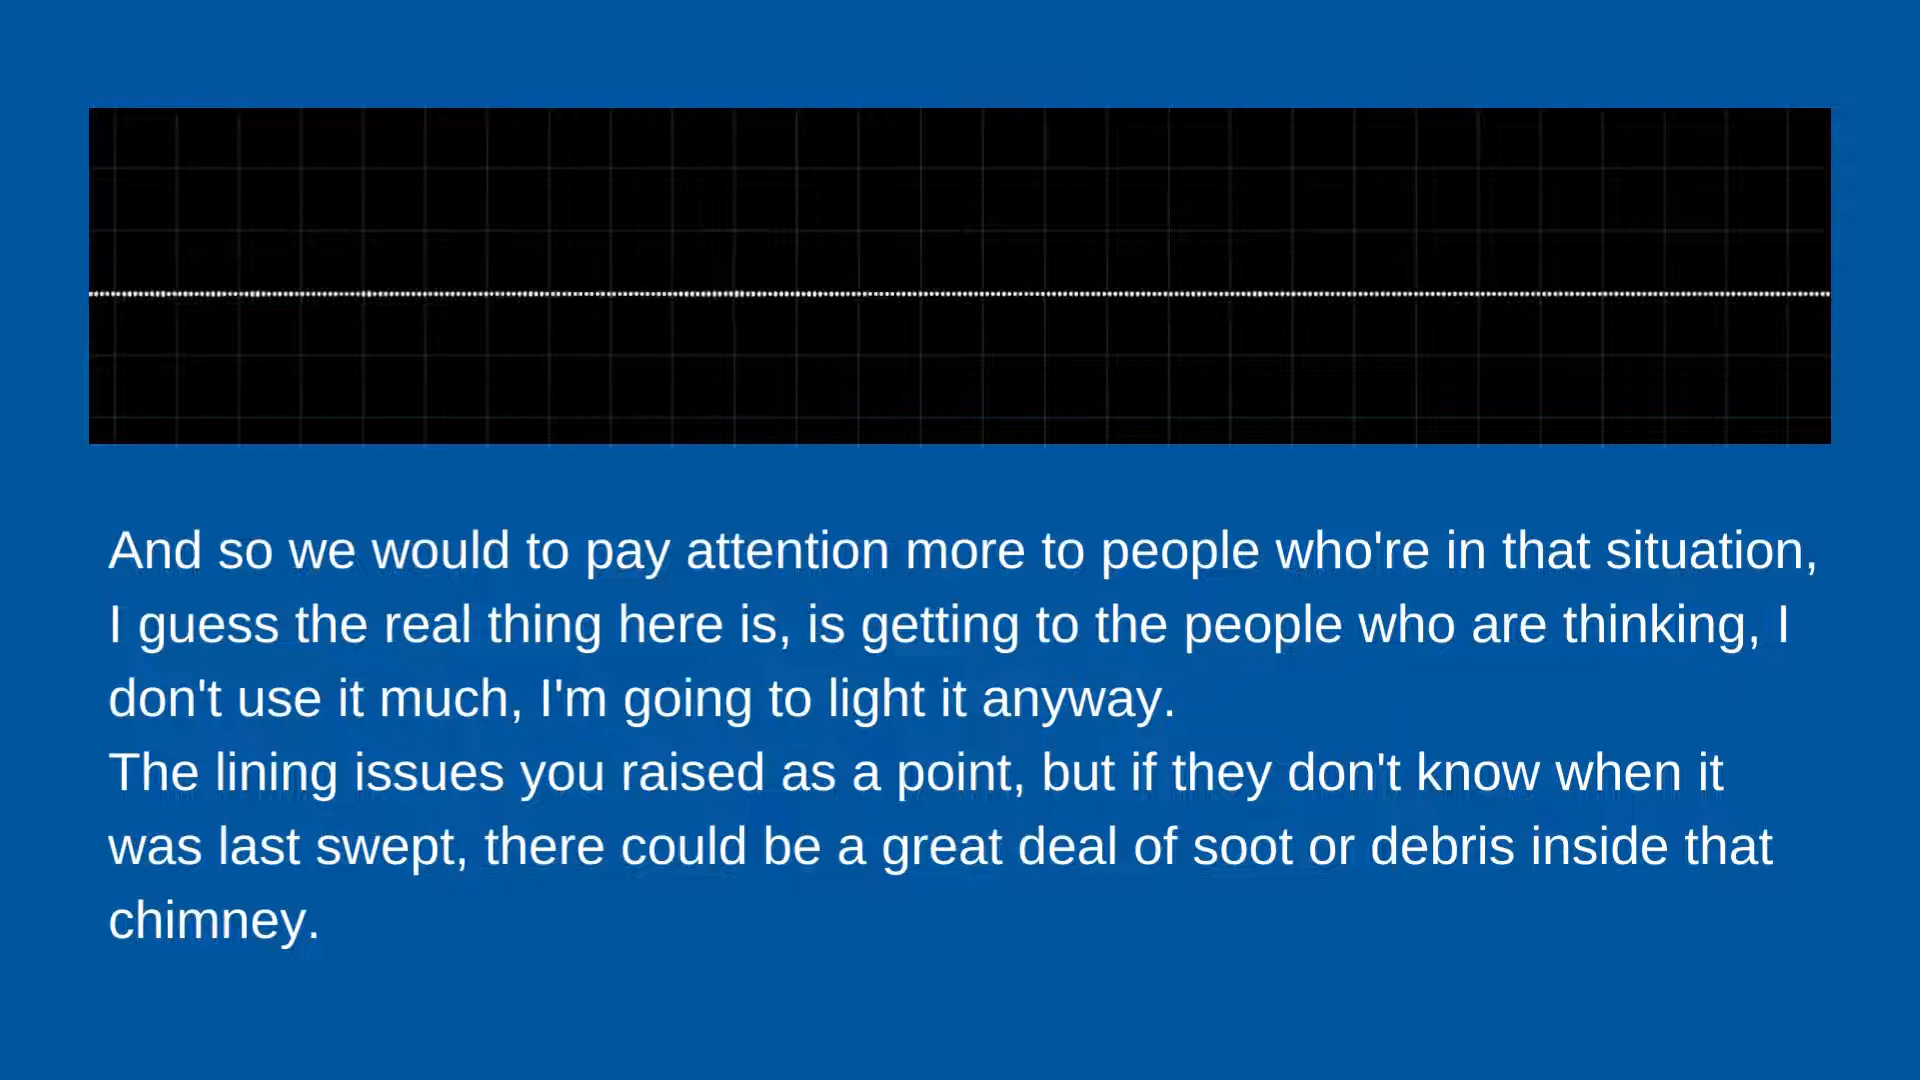 And so we would to pay attention more to people who're in that situation,
I guess the real thing here is, is getting to the people who are thinking, I
don't use it much, I'm going to light it anyway.
The lining issues you raised as a point, but if they don't know when it
was last swept, there could be a great deal of soot or debris inside that
chimney.